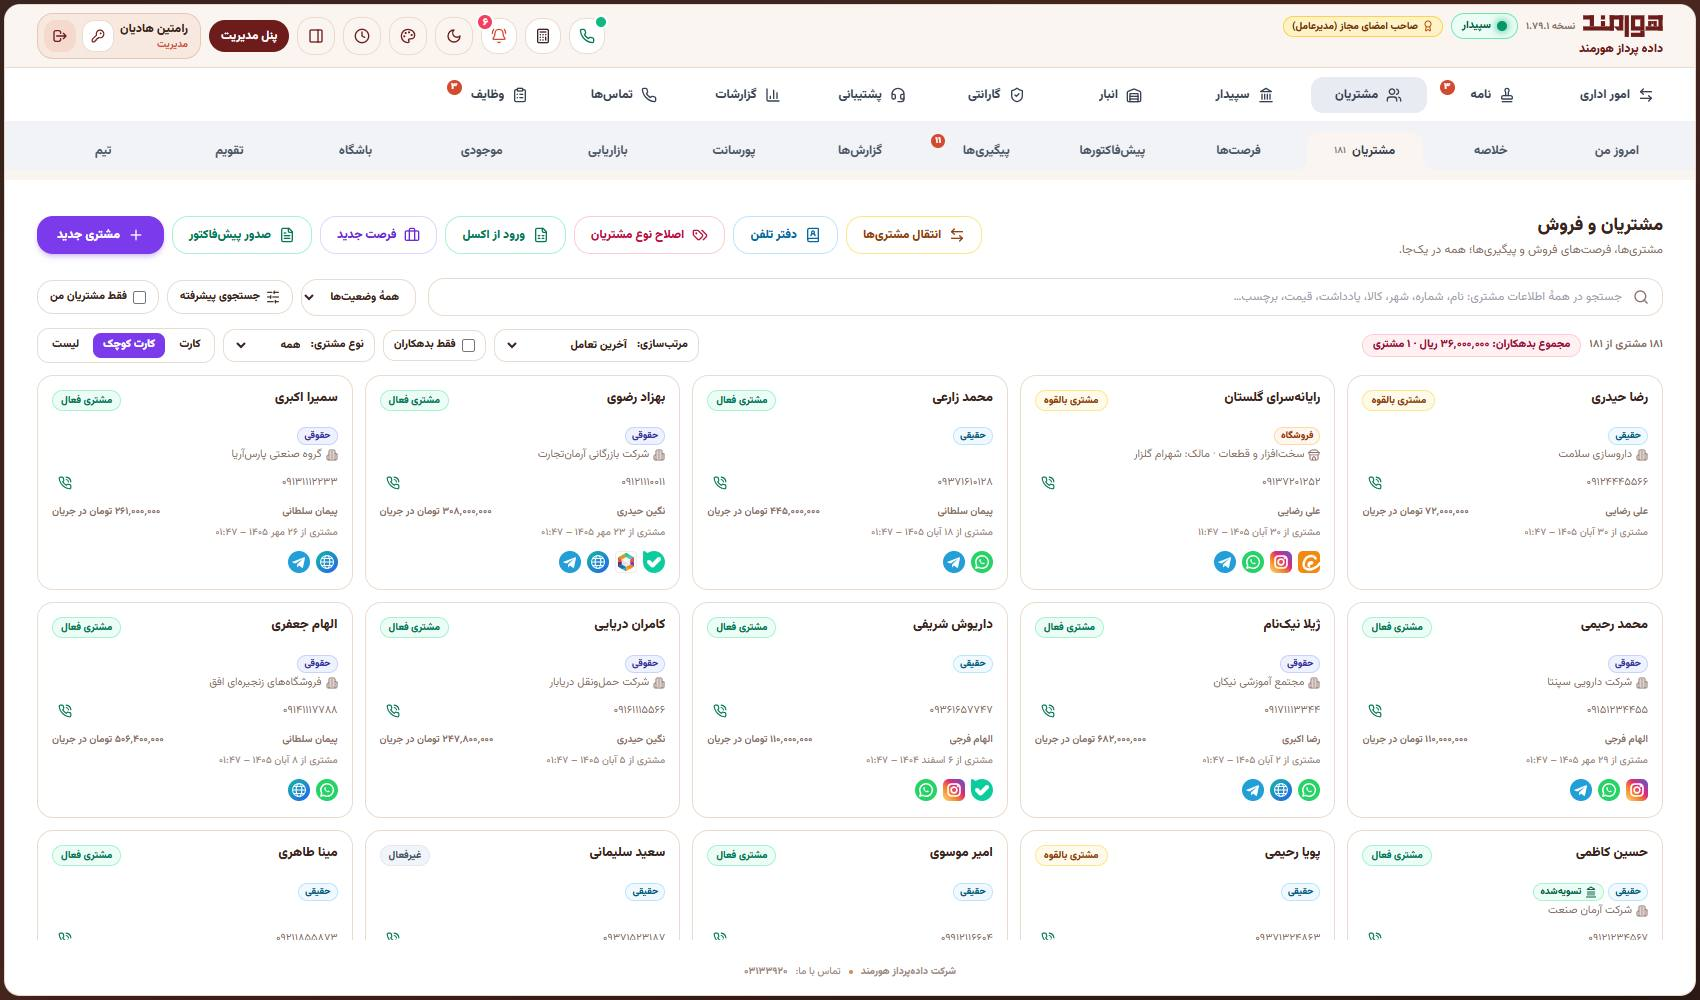 هورمند
نسخه ۱.۷۹.۱
سپیدار
صاحب امضای مجاز (مدیرعامل)
داده پرداز هورمند
۶
پنل مدیریت
رامتین هادیان
مدیریت
امور اداری
نامه
۳
مشتریان
سپیدار
انبار
گارانتی
پشتیبانی
گزارشات
تماس‌ها
وظایف
۳
امروز من
خلاصه
مشتریان ۱۸۱
فرصت‌ها
پیش‌فاکتورها
پیگیری‌ها
۱۱
گزارش‌ها
پورسانت
بازاریابی
موجودی
باشگاه
تقویم
تیم
مشتریان و فروش
مشتری‌ها، فرصت‌های فروش و پیگیری‌ها؛ همه در یک‌جا.
انتقال مشتری‌ها
دفتر تلفن
اصلاح نوع مشتریان
ورود از اکسل
فرصت جدید
صدور پیش‌فاکتور
مشتری جدید
جستجو در همهٔ اطلاعات مشتری: نام، شماره، شهر، کالا، یادداشت، قیمت، برچسب…
همهٔ وضعیت‌ها
جستجوی پیشرفته
فقط مشتریان من
۱۸۱ مشتری از ۱۸۱
مجموع بدهکاران: ۳۶,۰۰۰,۰۰۰ ریال · ۱ مشتری
مرتب‌سازی: آخرین تعامل
فقط بدهکاران
نوع مشتری: همه
کارت
کارت کوچک
لیست
رضا حیدری
مشتری بالقوه
حقیقی
داروسازی سلامت
۰۹۱۲۴۴۴۵۵۶۶
علی رضایی
۷۲,۰۰۰,۰۰۰ تومان در جریان
مشتری از ۳۰ آبان ۱۴۰۵ – ۰۱:۴۷
رایانه‌سرای گلستان
مشتری بالقوه
فروشگاه
سخت‌افزار و قطعات · مالک: شهرام گلزار
۰۹۱۳۷۲۰۱۲۵۲
علی رضایی
مشتری از ۳۰ آبان ۱۴۰۵ – ۱۱:۴۷
محمد زارعی
مشتری فعال
حقیقی
۰۹۳۷۱۶۱۰۱۲۸
پیمان سلطانی
۴۴۵,۰۰۰,۰۰۰ تومان در جریان
مشتری از ۱۸ آبان ۱۴۰۵ – ۰۱:۴۷
بهزاد رضوی
مشتری فعال
حقوقی
شرکت بازرگانی آرمان‌تجارت
۰۹۱۲۱۱۱۰۰۱۱
نگین حیدری
۳۰۸,۰۰۰,۰۰۰ تومان در جریان
مشتری از ۲۳ مهر ۱۴۰۵ – ۰۱:۴۷
سمیرا اکبری
مشتری فعال
حقوقی
گروه صنعتی پارس‌آریا
۰۹۱۳۱۱۱۲۲۳۳
پیمان سلطانی
۲۶۱,۰۰۰,۰۰۰ تومان در جریان
مشتری از ۲۶ مهر ۱۴۰۵ – ۰۱:۴۷
محمد رحیمی
مشتری فعال
حقوقی
شرکت دارویی سپنتا
۰۹۱۵۱۲۳۴۴۵۵
الهام فرجی
۱۱۰,۰۰۰,۰۰۰ تومان در جریان
مشتری از ۲۹ مهر ۱۴۰۵ – ۰۱:۴۷
ژیلا نیک‌نام
مشتری فعال
حقوقی
مجتمع آموزشی نیکان
۰۹۱۷۱۱۱۳۳۴۴
رضا اکبری
۶۸۲,۰۰۰,۰۰۰ تومان در جریان
مشتری از ۲ آبان ۱۴۰۵ – ۰۱:۴۷
داریوش شریفی
مشتری فعال
حقیقی
۰۹۳۶۱۶۵۷۷۴۷
الهام فرجی
۱۱۰,۰۰۰,۰۰۰ تومان در جریان
مشتری از ۶ اسفند ۱۴۰۴ – ۰۱:۴۷
کامران دریایی
مشتری فعال
حقوقی
شرکت حمل‌ونقل دریابار
۰۹۱۶۱۱۱۵۵۶۶
نگین حیدری
۲۴۷,۸۰۰,۰۰۰ تومان در جریان
مشتری از ۵ آبان ۱۴۰۵ – ۰۱:۴۷
الهام جعفری
مشتری فعال
حقوقی
فروشگاه‌های زنجیره‌ای افق
۰۹۱۴۱۱۱۷۷۸۸
پیمان سلطانی
۵۰۶,۴۰۰,۰۰۰ تومان در جریان
مشتری از ۸ آبان ۱۴۰۵ – ۰۱:۴۷
حسین کاظمی
مشتری فعال
حقیقی
تسویه‌شده
شرکت آرمان صنعت
۰۹۱۲۱۲۳۴۵۶۷
پویا رحیمی
مشتری بالقوه
حقیقی
۰۹۳۷۱۳۲۴۸۶۳
امیر موسوی
مشتری فعال
حقیقی
۰۹۹۱۲۱۱۶۶۰۴
سعید سلیمانی
غیرفعال
حقیقی
۰۹۳۷۱۵۲۳۱۸۷
مینا طاهری
مشتری فعال
حقیقی
۰۹۲۱۱۸۵۵۸۷۳
شرکت داده‌پرداز هورمند • تماس با ما: ۰۳۱۳۳۹۲۰